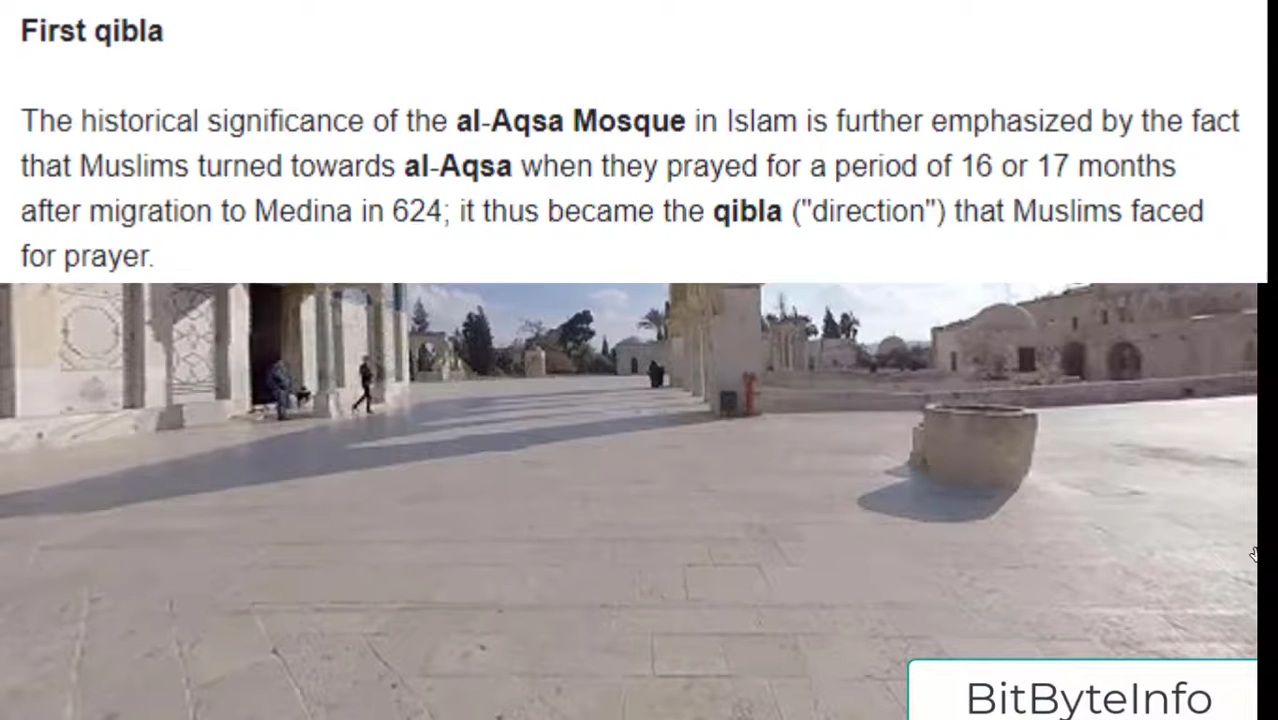 First qibla
The historical significance of the al-Aqsa Mosque in Islam is further emphasized by the fact
that Muslims turned towards al-Aqsa when they prayed for a period of 16 or 17 months
after migration to Medina in 624; it thus became the qibla ("direction") that Muslims faced
for prayer.
BitByteInfo